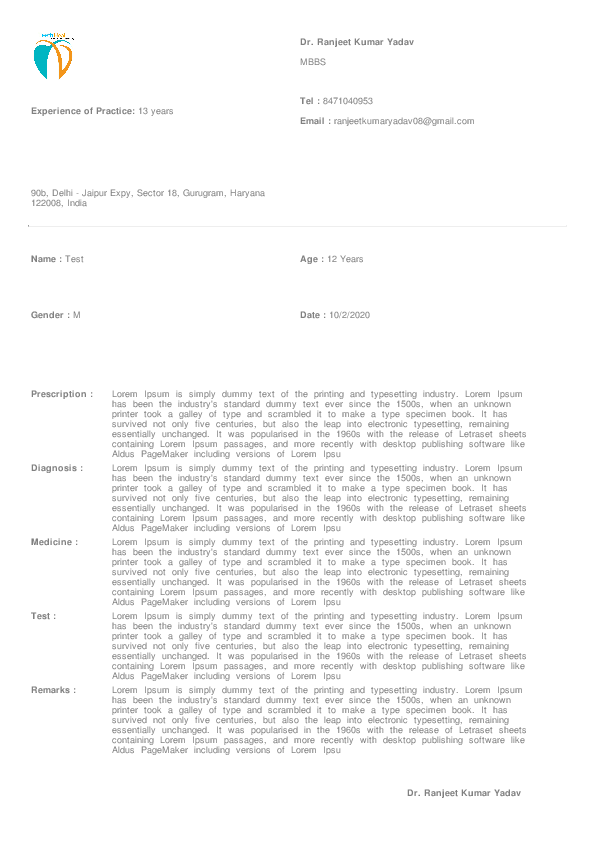 Dr. Ranjeet Kumar Yadav
MBBS
Tel : 8471040953
Experience of Practice: 13 years
Email : ranjeetkumaryadav08@gmail.com
90b, Delhi - Jaipur Expy, Sector 18, Gurugram, Haryana
122008, India
Name : Test
Age : 12 Years
Gender : M
Date : 10/2/2020
Prescription : Lorem Ipsum is simply dummy text of the printing and typesetting industry. Lorem Ipsum
has been the industry's standard dummy text ever since the 1500s, when an unknown
printer took a galley of type and scrambled it to make a type specimen book. It has
survived not only five centuries, but also the leap into electronic typesetting, remaining
essentially unchanged. It was popularised in the 1960s with the release of Letraset sheets
containing Lorem Ipsum passages, and more recently with desktop publishing software like
Aldus PageMaker including versions of Lorem Ipsu
Diagnosis : Lorem Ipsum is simply dummy text of the printing and typesetting industry. Lorem Ipsum
has been the industry's standard dummy text ever since the 1500s, when an unknown
printer took a galley of type and scrambled it to make a type specimen book. It has
survived not only five centuries, but also the leap into electronic typesetting, remaining
essentially unchanged. It was popularised in the 1960s with the release of Letraset sheets
containing Lorem Ipsum passages, and more recently with desktop publishing software like
Aldus PageMaker including versions of Lorem Ipsu
Medicine : Lorem Ipsum is simply dummy text of the printing and typesetting industry. Lorem Ipsum
has been the industry's standard dummy text ever since the 1500s, when an unknown
printer took a galley of type and scrambled it to make a type specimen book. It has
survived not only five centuries, but also the leap into electronic typesetting, remaining
essentially unchanged. It was popularised in the 1960s with the release of Letraset sheets
containing Lorem Ipsum passages, and more recently with desktop publishing software like
Aldus PageMaker including versions of Lorem Ipsu
Test : Lorem Ipsum is simply dummy text of the printing and typesetting industry. Lorem Ipsum
has been the industry's standard dummy text ever since the 1500s, when an unknown
printer took a galley of type and scrambled it to make a type specimen book. It has
survived not only five centuries, but also the leap into electronic typesetting, remaining
essentially unchanged. It was popularised in the 1960s with the release of Letraset sheets
containing Lorem Ipsum passages, and more recently with desktop publishing software like
Aldus PageMaker including versions of Lorem Ipsu
Remarks : Lorem Ipsum is simply dummy text of the printing and typesetting industry. Lorem Ipsum
has been the industry's standard dummy text ever since the 1500s, when an unknown
printer took a galley of type and scrambled it to make a type specimen book. It has
survived not only five centuries, but also the leap into electronic typesetting, remaining
essentially unchanged. It was popularised in the 1960s with the release of Letraset sheets
containing Lorem Ipsum passages, and more recently with desktop publishing software like
Aldus PageMaker including versions of Lorem Ipsu
Dr. Ranjeet Kumar Yadav